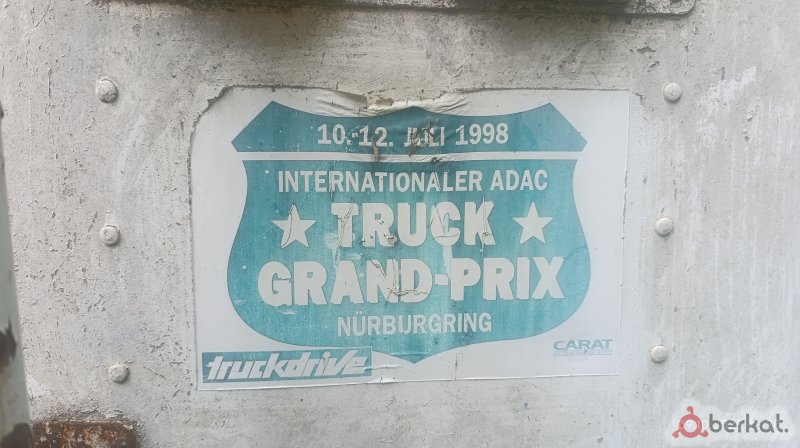 10.-12. JULI 1998
INTERNATIONALER ADAC
TRUCK
GRAND-PRIX
NÜRBURGRING
truckdrive
CARAT
berkat.